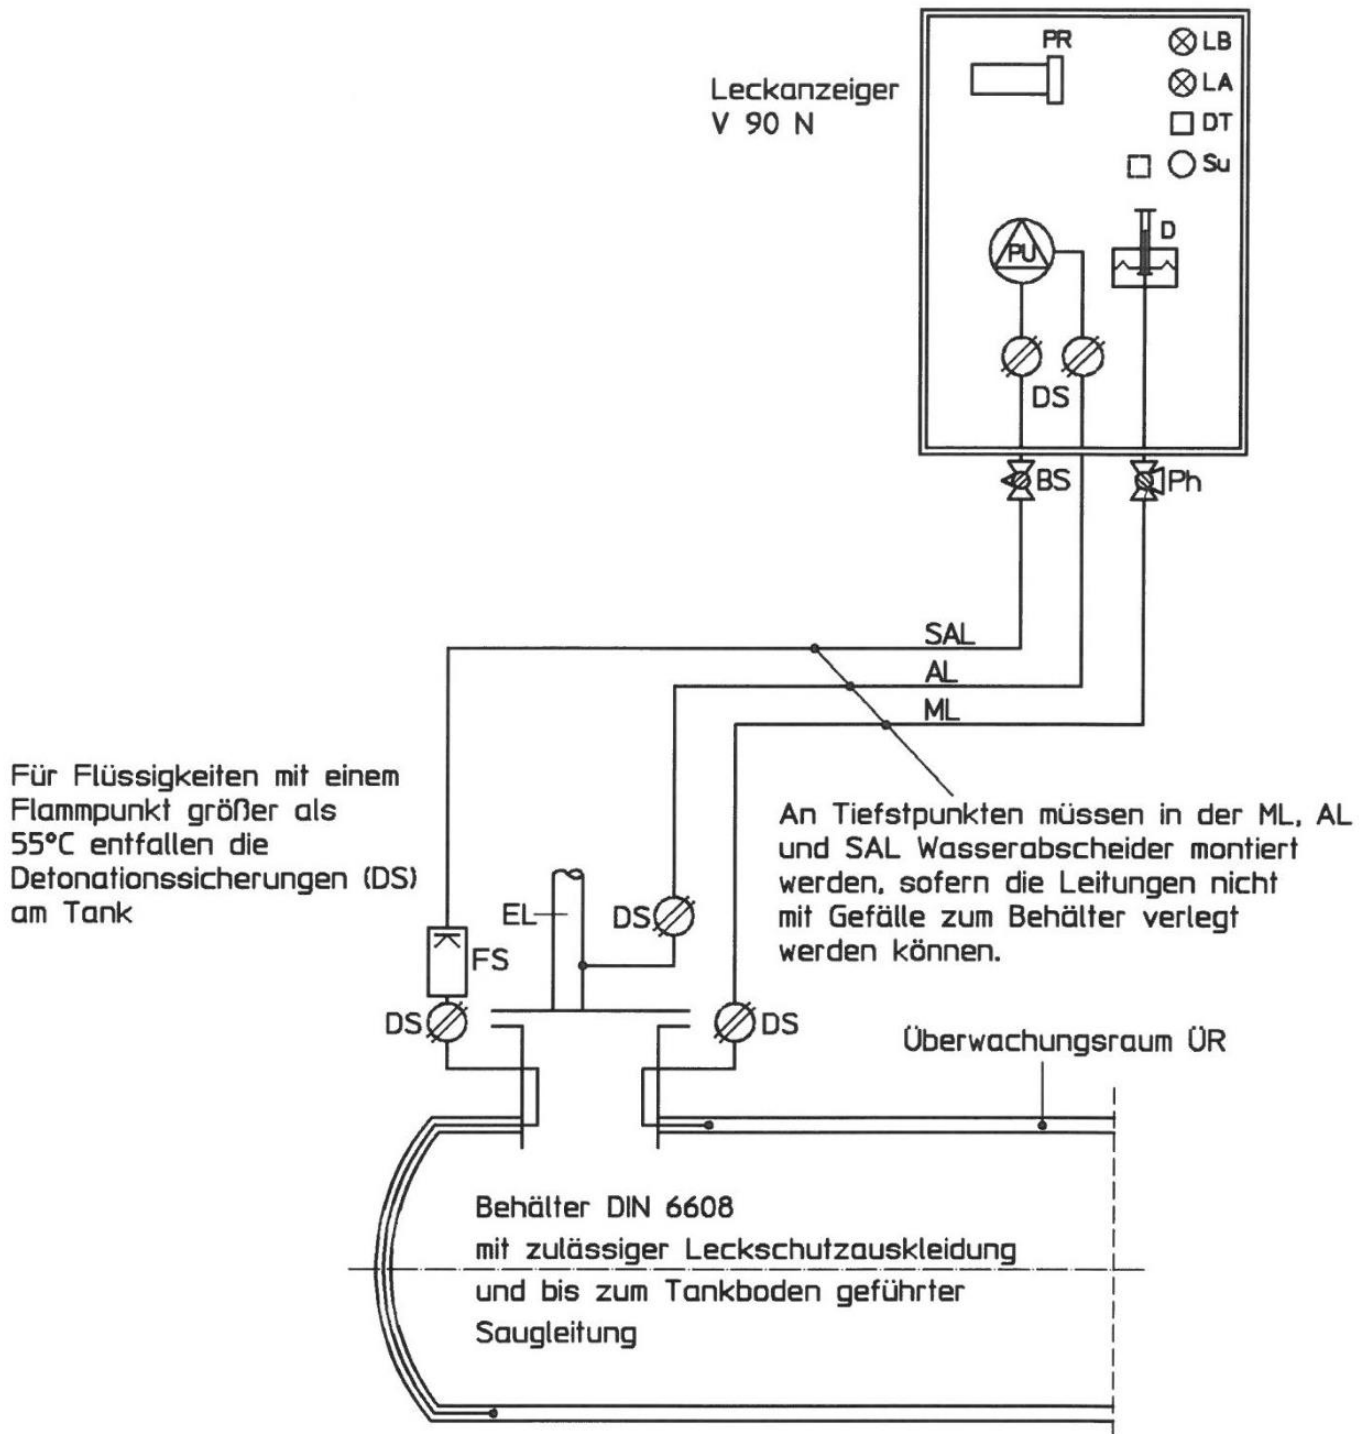 PR
LB
LA
DT
Su
Leckanzeiger
V 90 N
D
PU
DS
BS
Ph
SAL
AL
ML
Für Flüssigkeiten mit einem
Flammpunkt größer als
55°C entfallen die
Detonationssicherungen (DS)
am Tank
An Tiefstpunkten müssen in der ML, AL
und SAL Wasserabscheider montiert
werden, sofern die Leitungen nicht
mit Gefälle zum Behälter verlegt
werden können.
EL
DS
FS
DS
DS
Überwachungsraum ÜR
Behälter DIN 6608
mit zulässiger Leckschutzauskleidung
und bis zum Tankboden geführter
Saugleitung